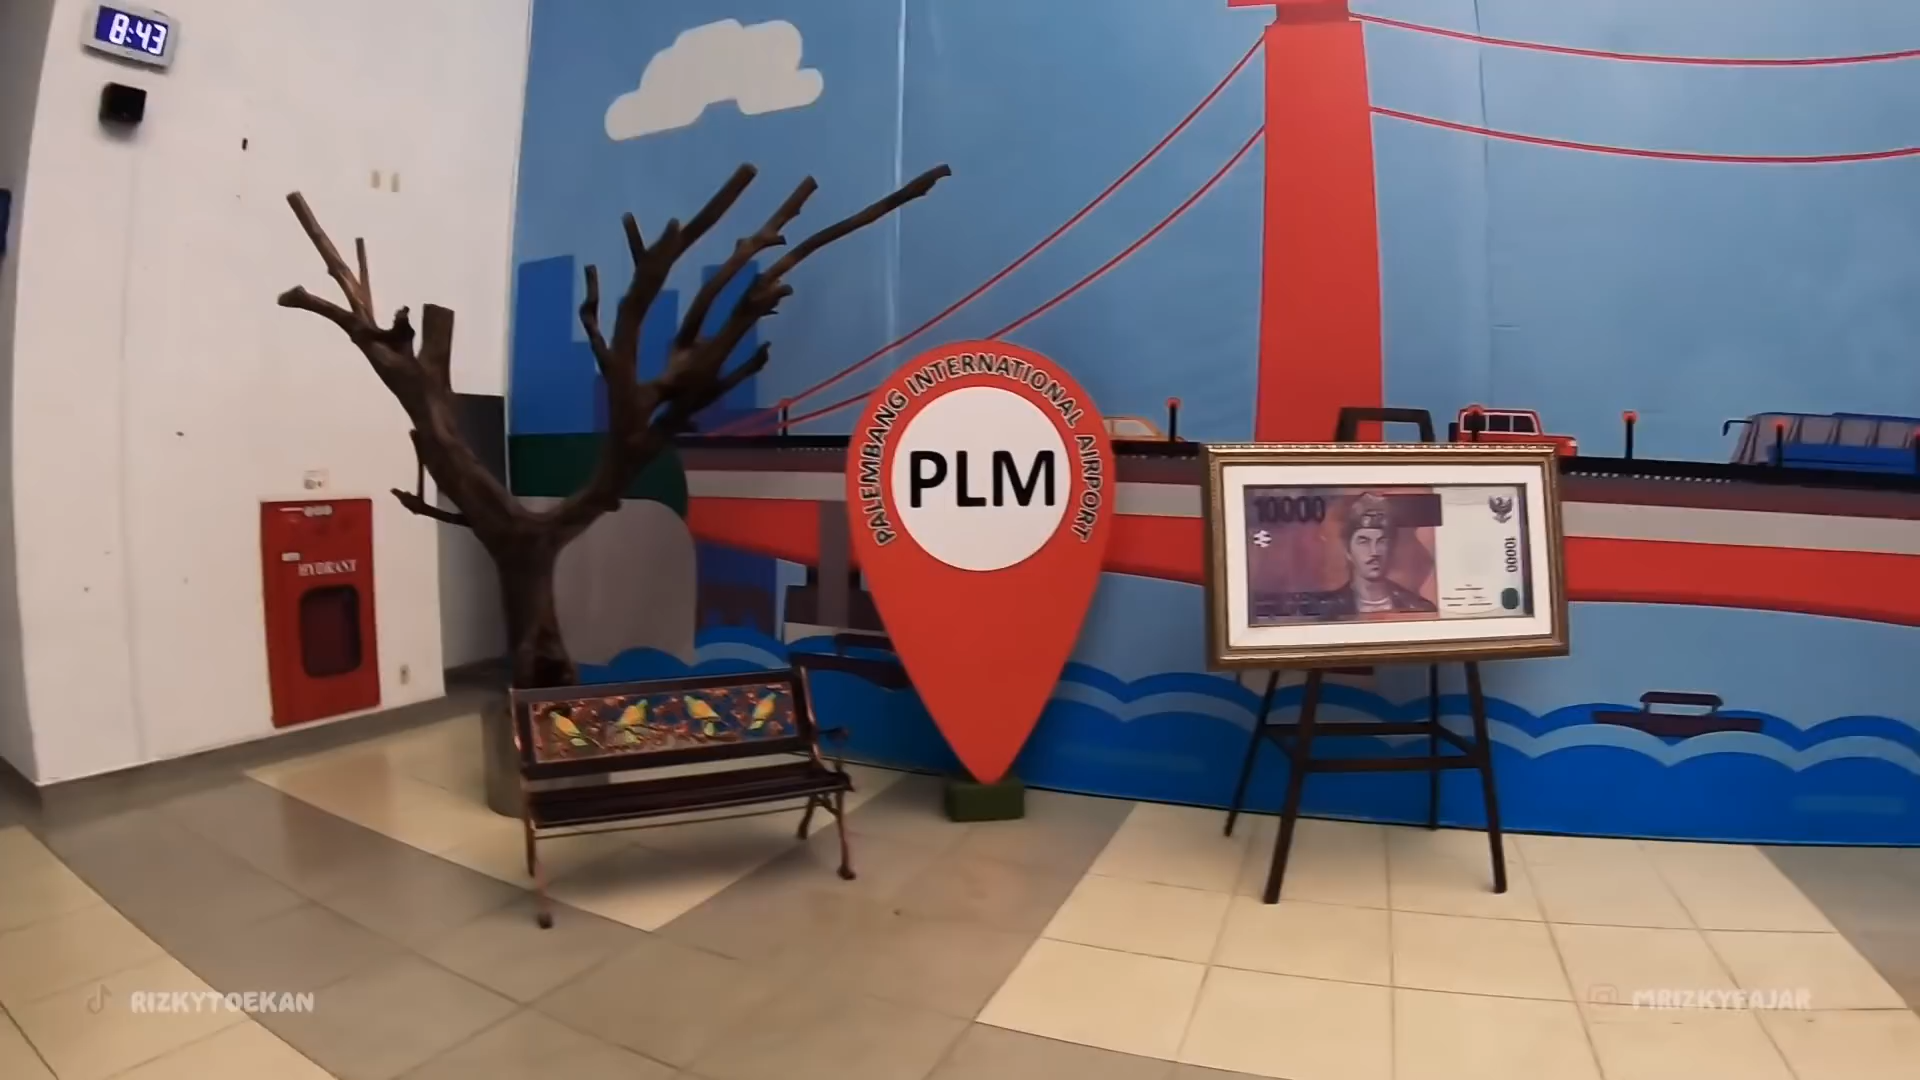 8:43
PALEMBANG INTERNATIONAL AIRPORT
PLM
10000
10000
HYDRANT
RIZKYTOEKAN
MRIZKYFAJAR